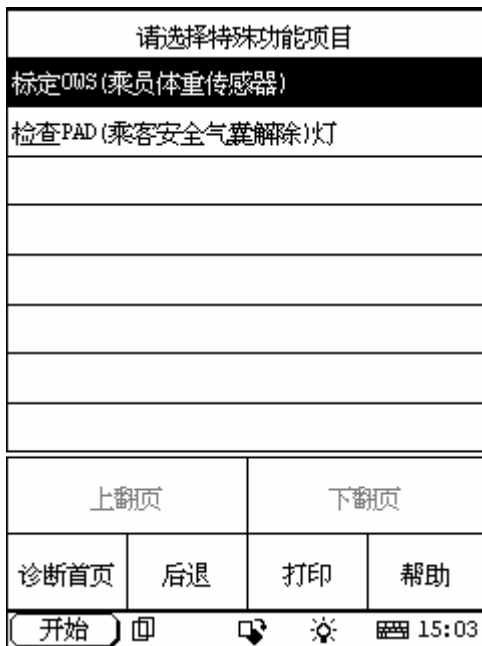 请选择特殊功能项目
标定OWS(乘员体重传感器)
检查PAD(乘客安全气囊解除)灯
上翻页 下翻页
诊断首页 后退 打印 帮助
开始 15:03